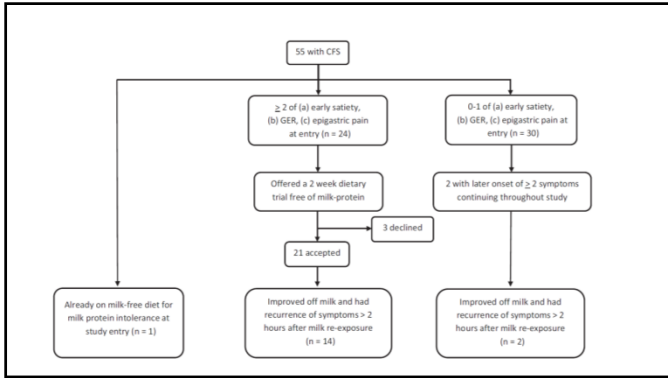 55 with CFS
≥ 2 of (a) early satiety,
(b) GER, (c) epigastric pain
at entry (n = 24)
0-1 of (a) early satiety,
(b) GER, (c) epigastric pain at
entry (n = 30)
Offered a 2 week dietary
trial free of milk-protein
2 with later onset of ≥ 2 symptoms
continuing throughout study
3 declined
21 accepted
Already on milk-free diet for
milk protein intolerance at
study entry (n = 1)
Improved off milk and had
recurrence of symptoms > 2
hours after milk re-exposure
(n = 14)
Improved off milk and had
recurrence of symptoms > 2
hours after milk re-exposure
(n = 2)